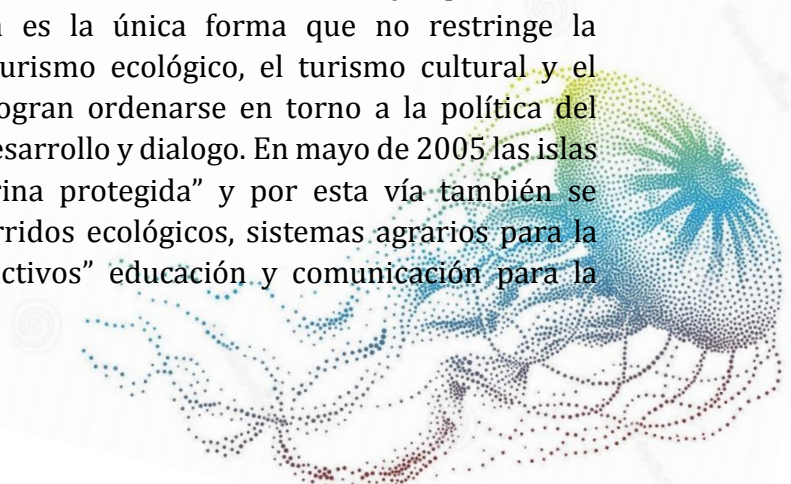 es la única forma que no restringe la
turismo ecológico, el turismo cultural y el
logran ordenarse en torno a la política del
desarrollo y dialogo. En mayo de 2005 las islas
rina protegida” y por esta vía también se
rridos ecológicos, sistemas agrarios para la
ctivos” educación y comunicación para la